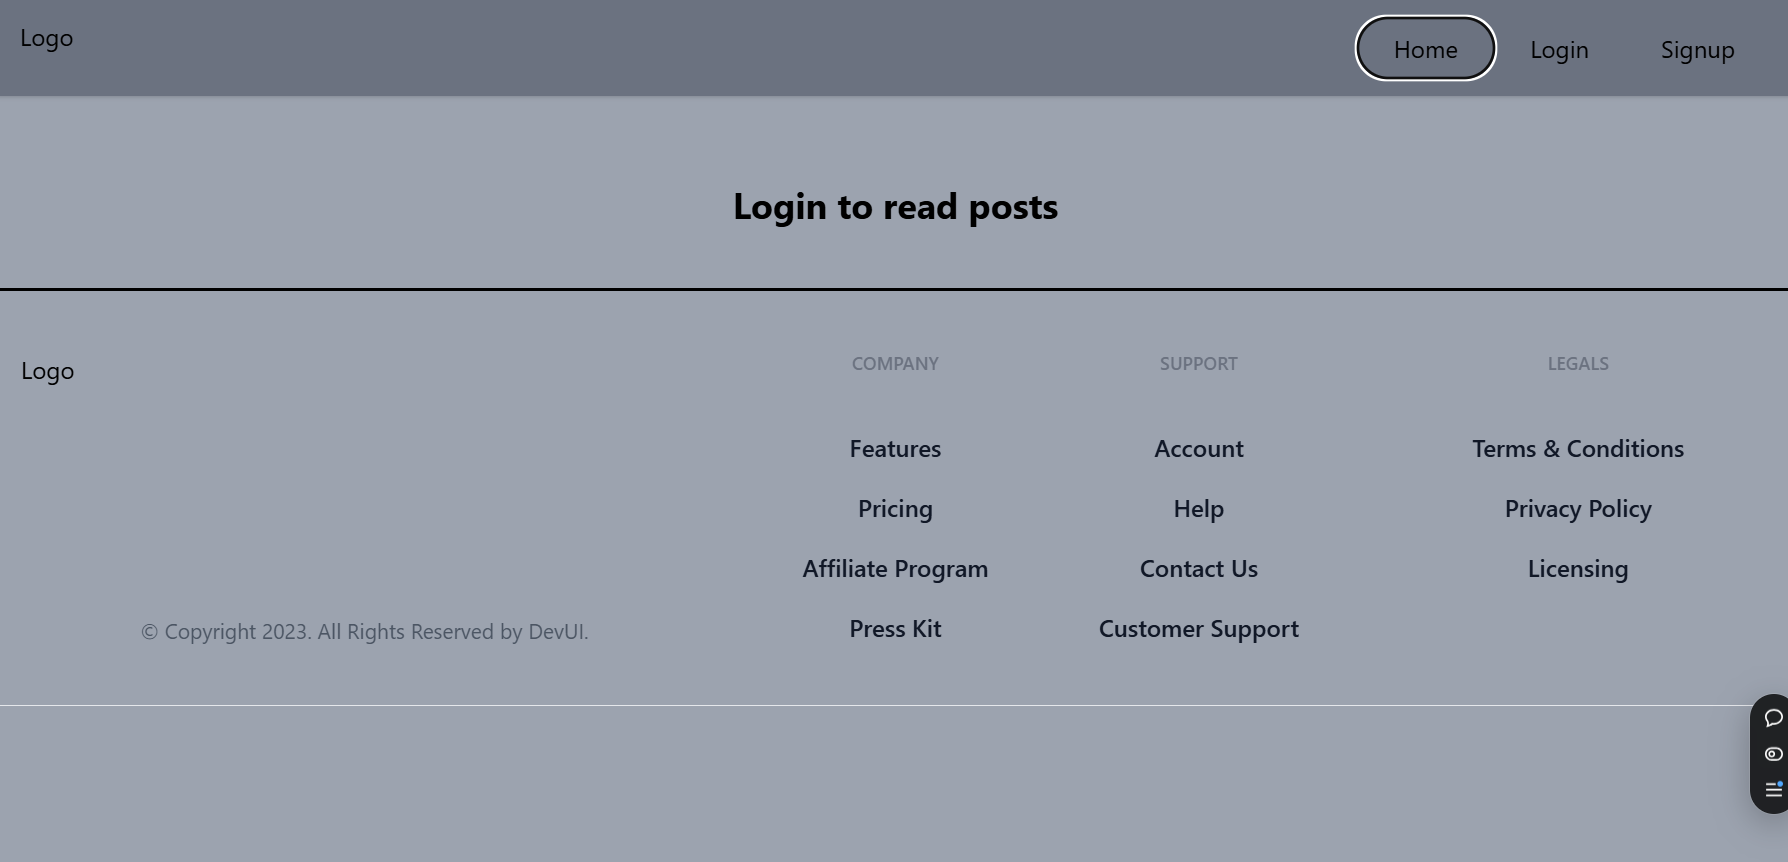 Logo
Home
Login
Signup
Login to read posts
Logo
© Copyright 2023. All Rights Reserved by DevUI.
COMPANY
Features
Pricing
Affiliate Program
Press Kit
SUPPORT
Account
Help
Contact Us
Customer Support
LEGALS
Terms & Conditions
Privacy Policy
Licensing